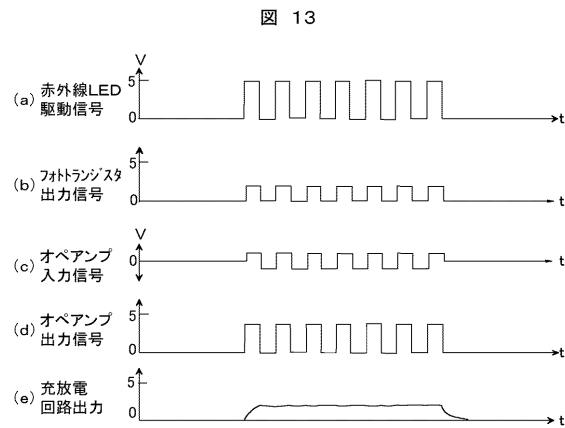 図 13
V
(a) 赤外線LED
駆動信号
5
0
t
(b) フォトトランジスタ
出力信号
5
0
t
V
(c) オペアンプ
入力信号
0
t
(d) オペアンプ
出力信号
5
0
t
(e) 充放電
回路出力
5
0
t